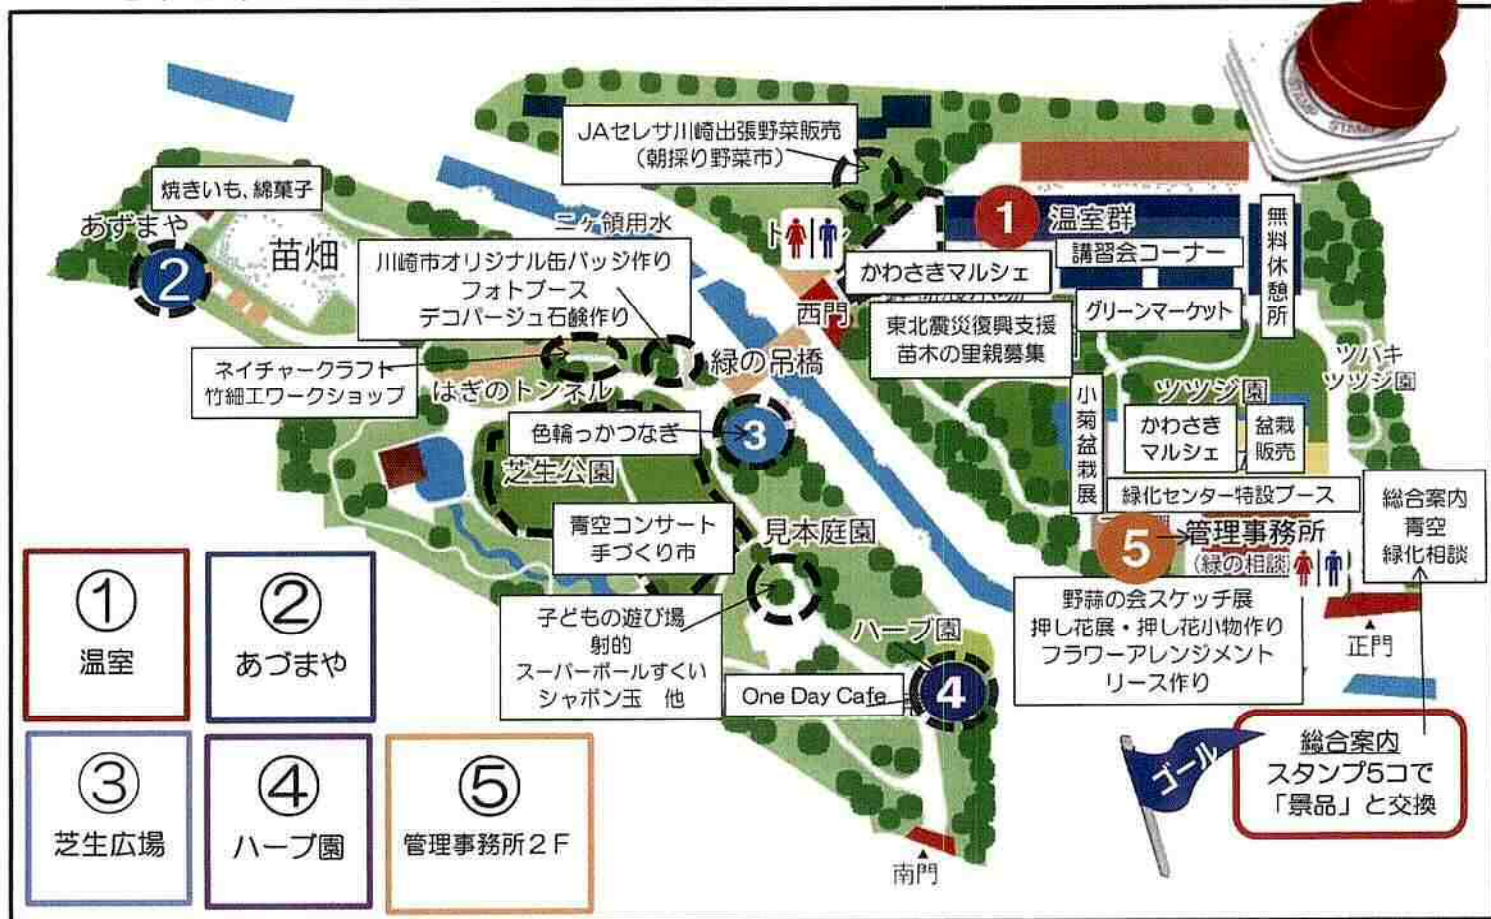 JAセレサ川崎出張野菜販売
(朝採り野菜市)
焼きいも、綿菓子
あずまや
2
苗畑
二ヶ領用水
川崎市オリジナル缶バッジ作り
フォトブース
デコパージュ石鹸作り
ネイチャークラフト
竹細工ワークショップ
はぎのトンネル
緑の吊橋
色輪っかつなぎ
3
芝生公園
青空コンサート
手づくり市
見本庭園
子どもの遊び場
射的
スーパーボールすくい
シャボン玉 他
ハーブ園
One Day Cafe
4
南門
1
温室群
講習会コーナー
無料休憩所
かわさきマルシェ
西門
東北震災復興支援
苗木の里親募集
グリーンマーケット
ツバキ
ツツジ園
ツツジ園
小菊盆栽展
かわさき
マルシェ
盆栽
販売
緑化センター特設ブース
5
管理事務所
(緑の相談)
野蒜の会スケッチ展
押し花展・押し花小物作り
フラワーアレンジメント
リース作り
総合案内
青空
緑化相談
正門
ゴール
総合案内
スタンプ5コで
「景品」と交換
①
温室
②
あづまや
③
芝生広場
④
ハーブ園
⑤
管理事務所2F